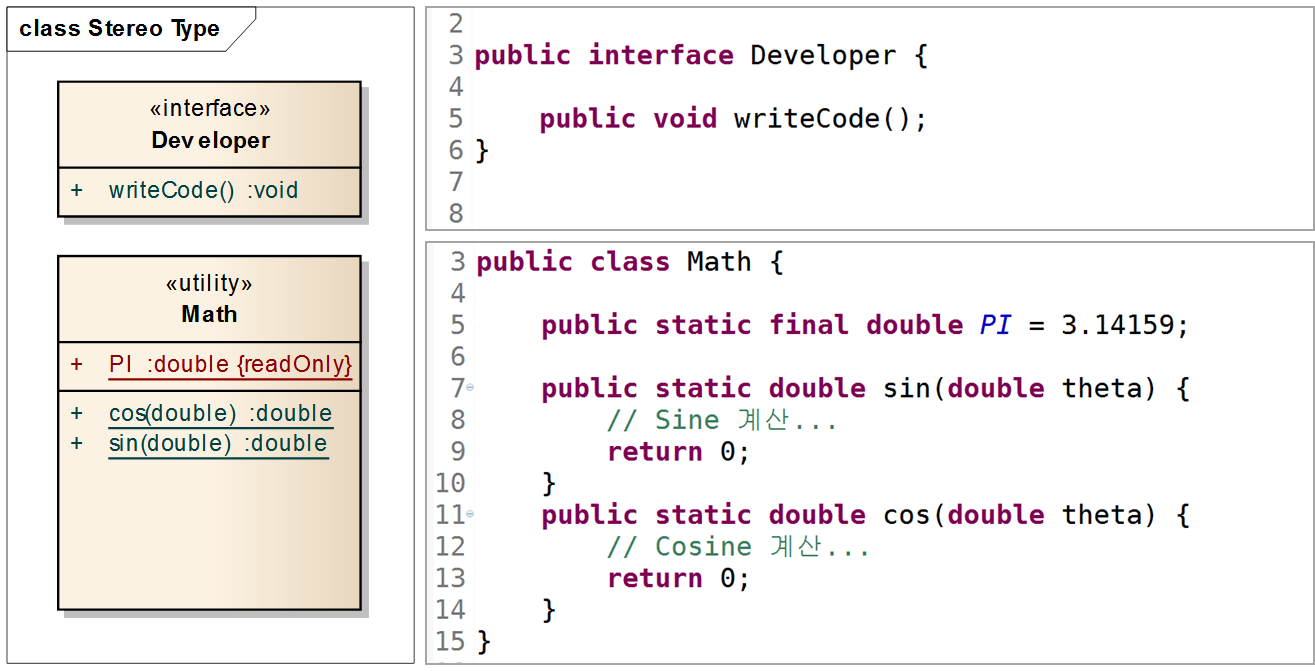 class Stereo Type
«interface»
Developer
+ writeCode() :void
«utility»
Math
+ PI :double {readOnly}
+ cos(double) :double
+ sin(double) :double
2
3 public interface Developer {
4
5 public void writeCode();
6 }
7
8
3 public class Math {
4
5 public static final double PI = 3.14159;
6
7 public static double sin(double theta) {
8 // Sine 계산...
9 return 0;
10 }
11 public static double cos(double theta) {
12 // Cosine 계산...
13 return 0;
14 }
15 }